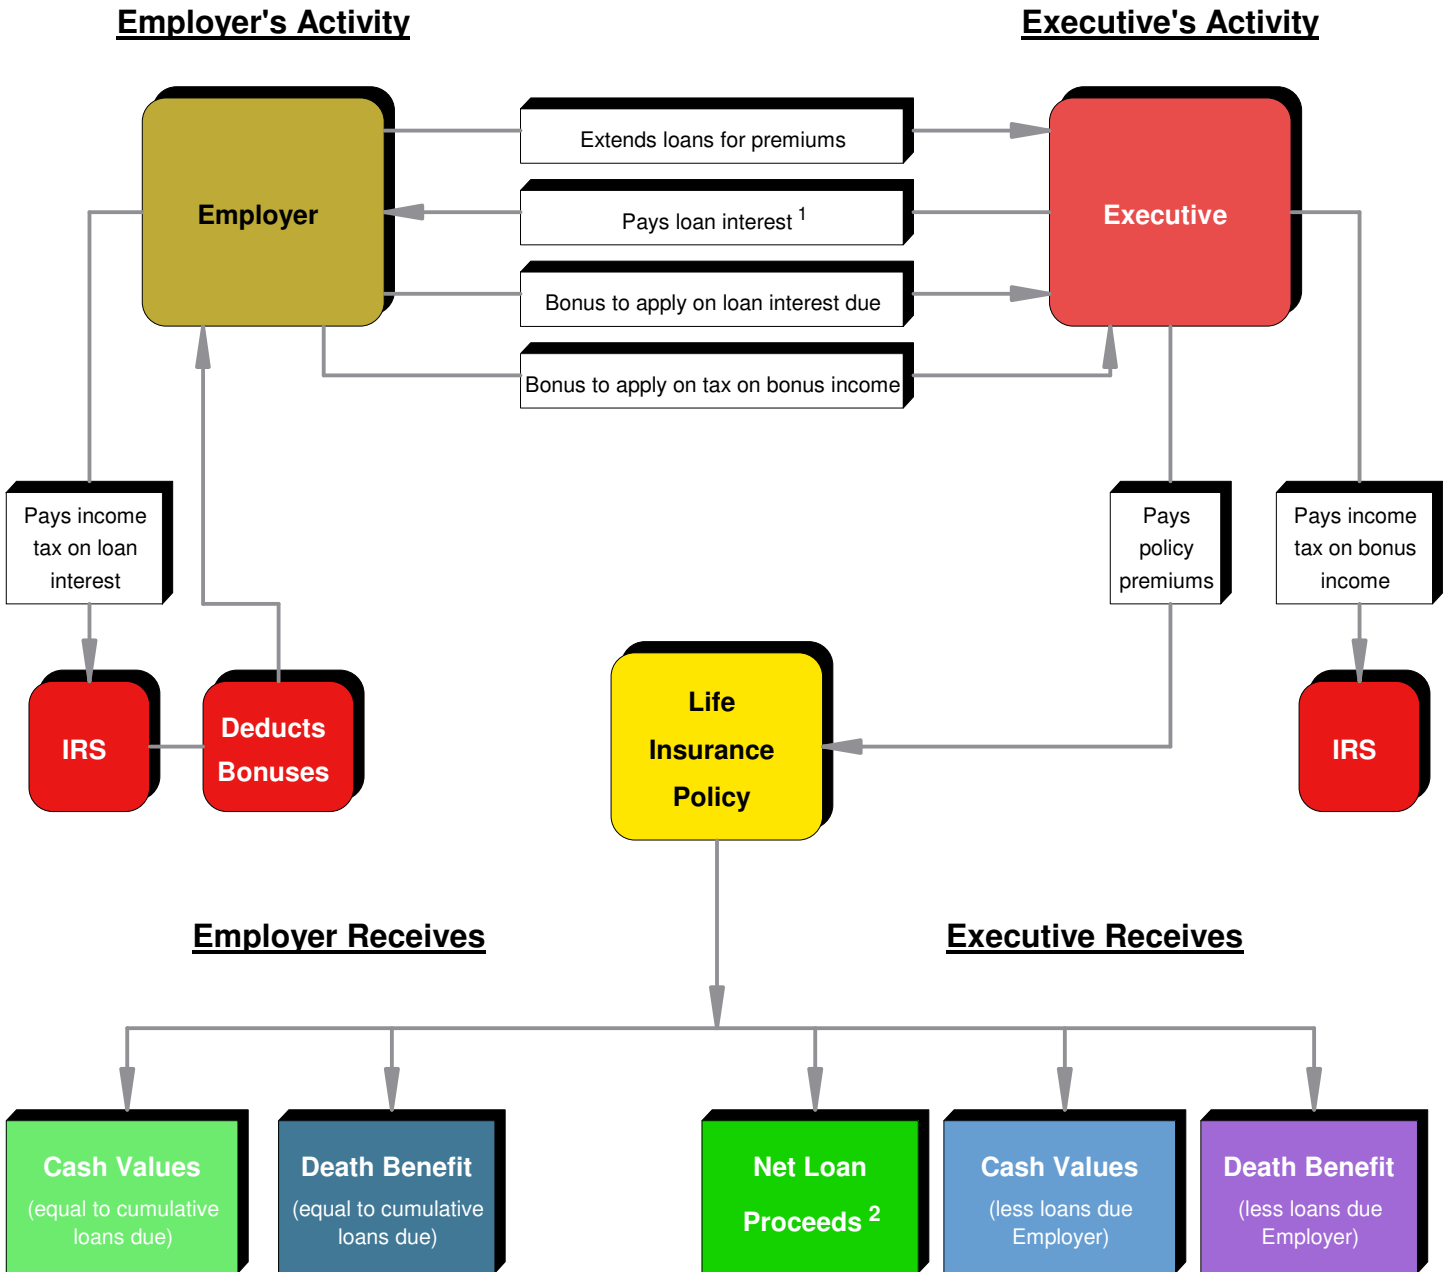 Employer's Activity
Executive's Activity
Employer
Extends loans for premiums
Pays loan interest 1
Bonus to apply on loan interest due
Bonus to apply on tax on bonus income
Executive
Pays income
tax on loan
interest
Pays
policy
premiums
Pays income
tax on bonus
income
IRS
Deducts
Bonuses
Life
Insurance
Policy
IRS
Employer Receives
Executive Receives
Cash Values
(equal to cumulative
loans due)
Death Benefit
(equal to cumulative
loans due)
Net Loan
Proceeds 2
Cash Values
(less loans due
Employer)
Death Benefit
(less loans due
Employer)